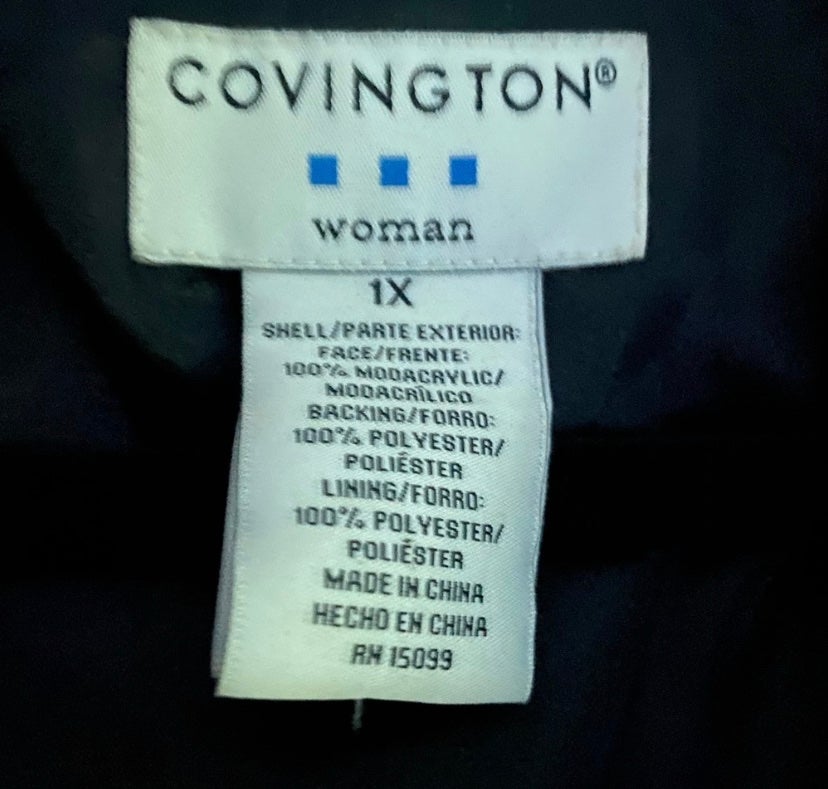 COVINGTON®
woman
1X
SHELL/PARTE EXTERIOR:
FACE/FRENTE:
100% MODACRYLIC/
MODACRÍLICO
BACKING/FORRO:
100% POLYESTER/
POLIÉSTER
LINING/FORRO:
100% POLYESTER/
POLIÉSTER
MADE IN CHINA
HECHO EN CHINA
RN 15099